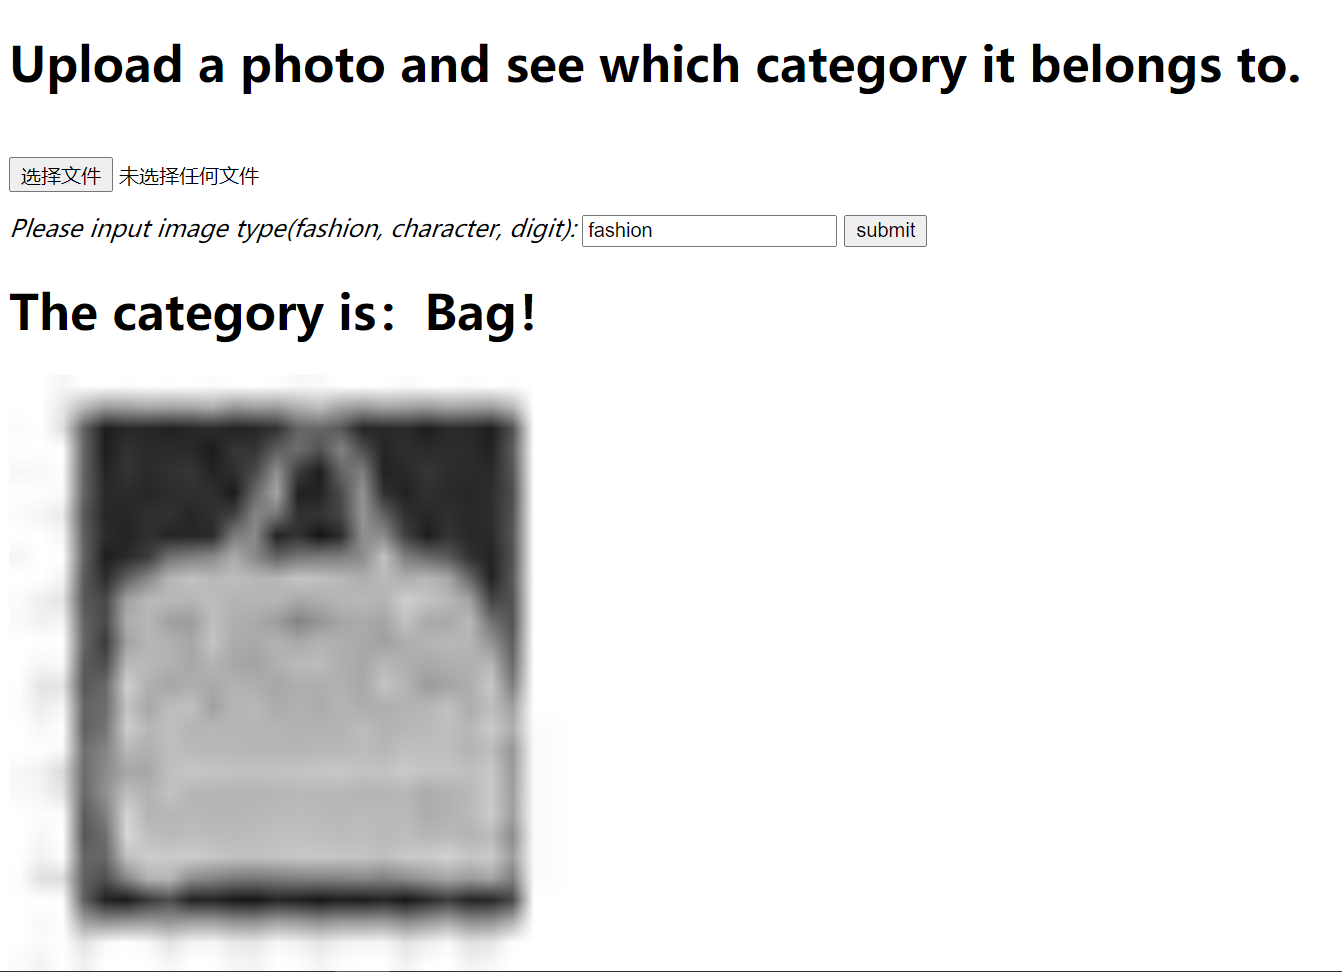 Upload a photo and see which category it belongs to.
选择文件 未选择任何文件
Please input image type(fashion, character, digit): fashion submit
The category is：Bag！